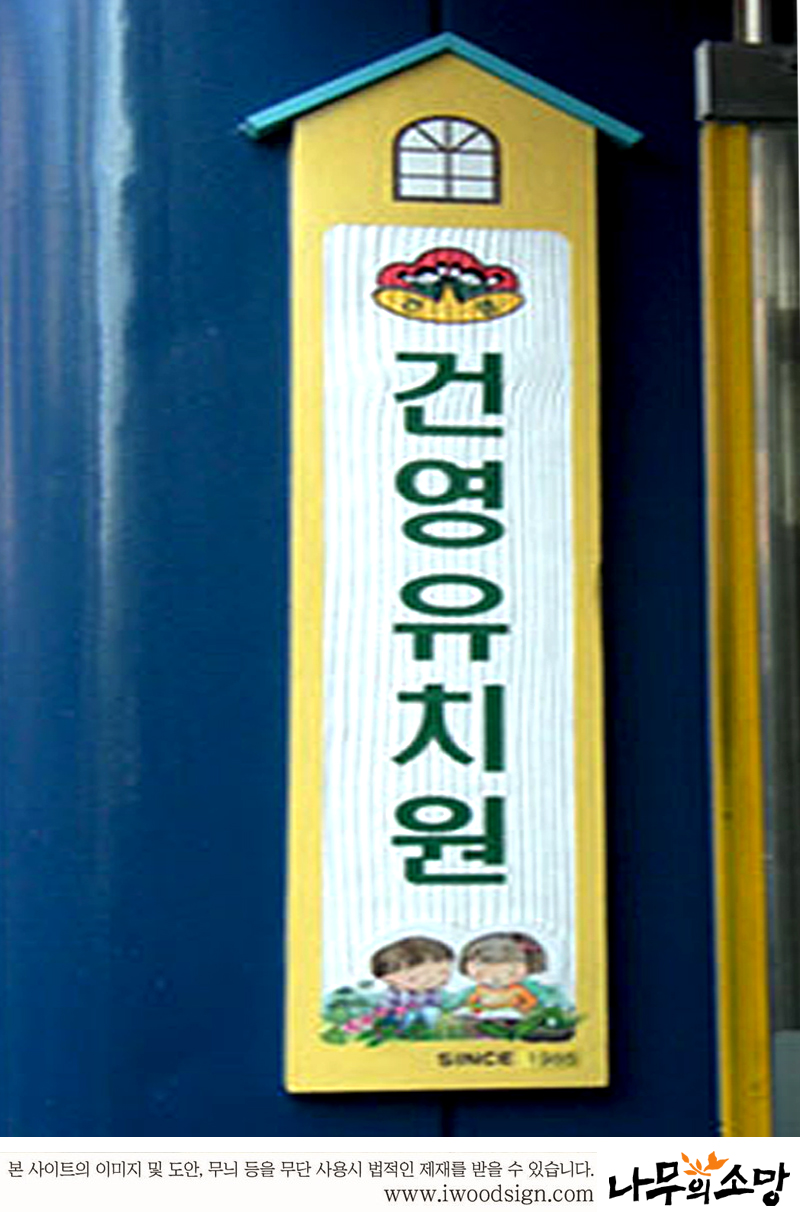 건영유치원
SINCE
본 사이트의 이미지 및 도안, 무늬 등을 무단 사용시 법적인 제재를 받을 수 있습니다.
www.iwoodsign.com
나무의소망